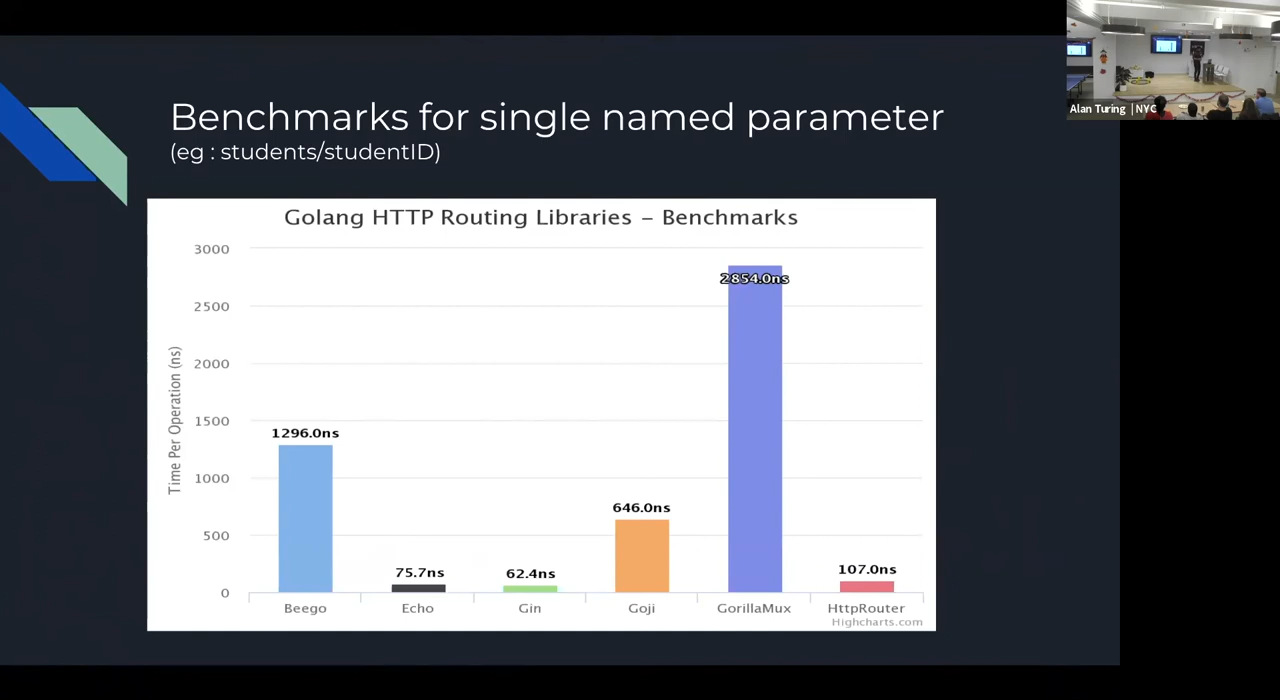 Benchmarks for single named parameter
(eg : students/studentID)
Golang HTTP Routing Libraries – Benchmarks
Time Per Operation (ns)
3000
2500
2000
1500
1000
500
0
1296.0ns
75.7ns
62.4ns
646.0ns
2854.0ns
107.0ns
Beego
Echo
Gin
Goji
GorillaMux
HttpRouter
Highcharts.com
Alan Turing | NYC